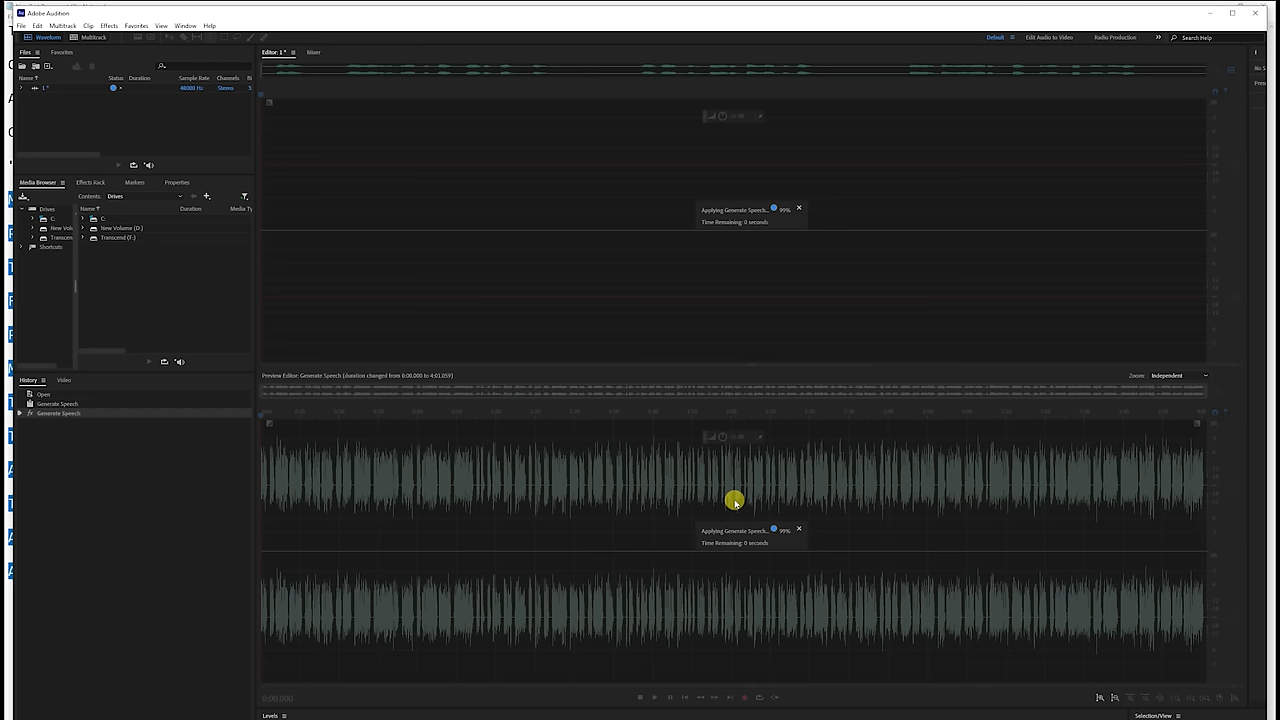 Adobe Audition
File Edit Multitrack Clip Effects Favorites View Window Help
Waveform Multitrack Default Edit Audio to Video Radio Production Search Help
Files Favorites
Name Status Duration Sample Rate Channels Bi
1 * 48000 Hz Stereo 3
Media Browser Effects Rack Markers Properties
Contents: Drives
Drives Name Duration Media Ty
C: C:
New Volu New Volume (D:)
Transcen Transcend (F:)
Shortcuts
History Video
Open
Generate Speech
Generate Speech
Editor: 1 * Mixer
Applying Generate Speech... 99%
Time Remaining: 0 seconds
Preview Editor: Generate Speech (duration changed from 0:00.000 to 4:01.059)
Zoom: Independent
Applying Generate Speech... 99%
Time Remaining: 0 seconds
0:00.000
Levels Selection/View